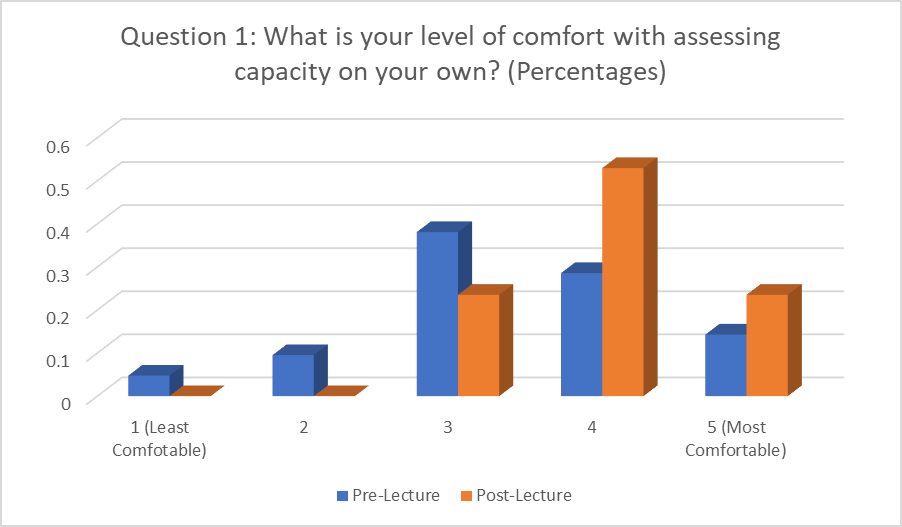 Question 1: What is your level of comfort with assessing
capacity on your own? (Percentages)
0.6
0.5
0.4
0.3
0.2
0.1
0
1 (Least
Comfotable)
2
3
4
5 (Most
Comfortable)
Pre-Lecture
Post-Lecture